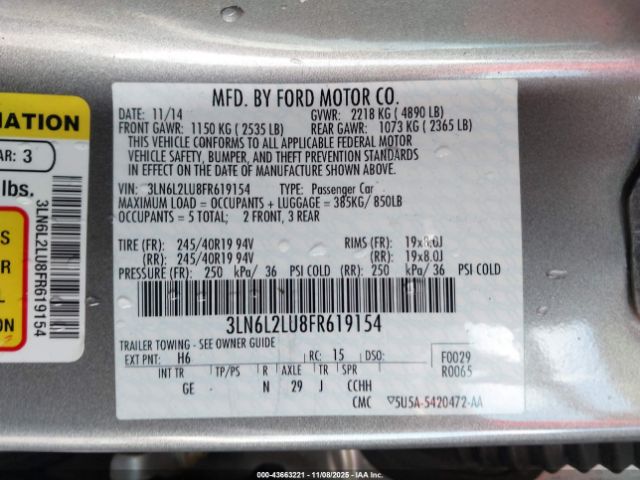 MATION
AR: 3
lbs.
3LN6L2LU8FR619154
S
R
L
ON
MFD. BY FORD MOTOR CO.
DATE: 11/14 GVWR: 2218 KG ( 4890 LB)
FRONT GAWR: 1150 KG ( 2535 LB) REAR GAWR: 1073 KG ( 2365 LB)
THIS VEHICLE CONFORMS TO ALL APPLICABLE FEDERAL MOTOR
VEHICLE SAFETY, BUMPER, AND THEFT PREVENTION STANDARDS
IN EFFECT ON THE DATE OF MANUFACTURE SHOWN ABOVE.
VIN: 3LN6L2LU8FR619154 TYPE: Passenger Car
MAXIMUM LOAD = OCCUPANTS + LUGGAGE = 385KG/ 850LB
OCCUPANTS = 5 TOTAL; 2 FRONT, 3 REAR
TIRE (FR): 245/40R19 94V RIMS (FR): 19x8.0J
(RR): 245/40R19 94V (RR): 19x8.0J
PRESSURE (FR): 250 kPa/ 36 PSI COLD (RR): 250 kPa/ 36 PSI COLD
3LN6L2LU8FR619154
TRAILER TOWING - SEE OWNER GUIDE
EXT PNT: H6 RC: 15 DSO: F0029
INT TR TP/PS R AXLE TR SPR R0065
GE N 29 J CCHH
CMC ▽5U5A-5420472-AA
000-43663221 - 11/08/2025 - IAAI.COM